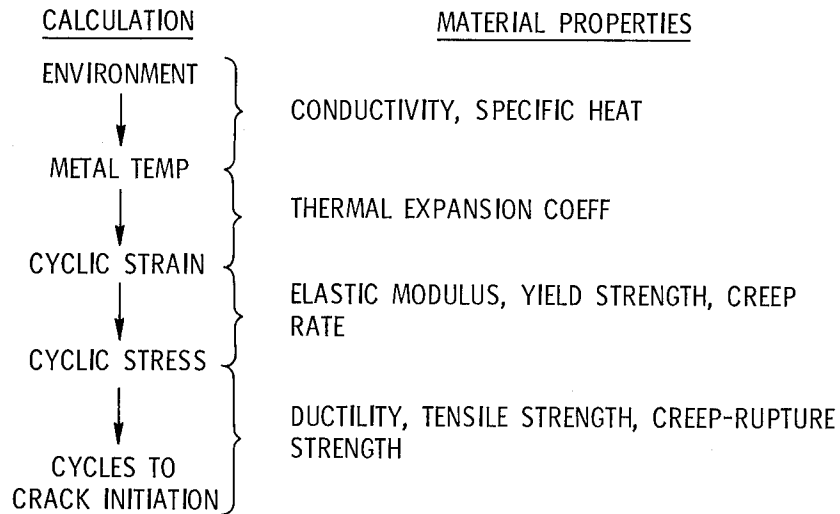 CALCULATION
MATERIAL PROPERTIES
ENVIRONMENT
CONDUCTIVITY, SPECIFIC HEAT
METAL TEMP
THERMAL EXPANSION COEFF
CYCLIC STRAIN
ELASTIC MODULUS, YIELD STRENGTH, CREEP
RATE
CYCLIC STRESS
DUCTILITY, TENSILE STRENGTH, CREEP-RUPTURE
STRENGTH
CYCLES TO
CRACK INITIATION